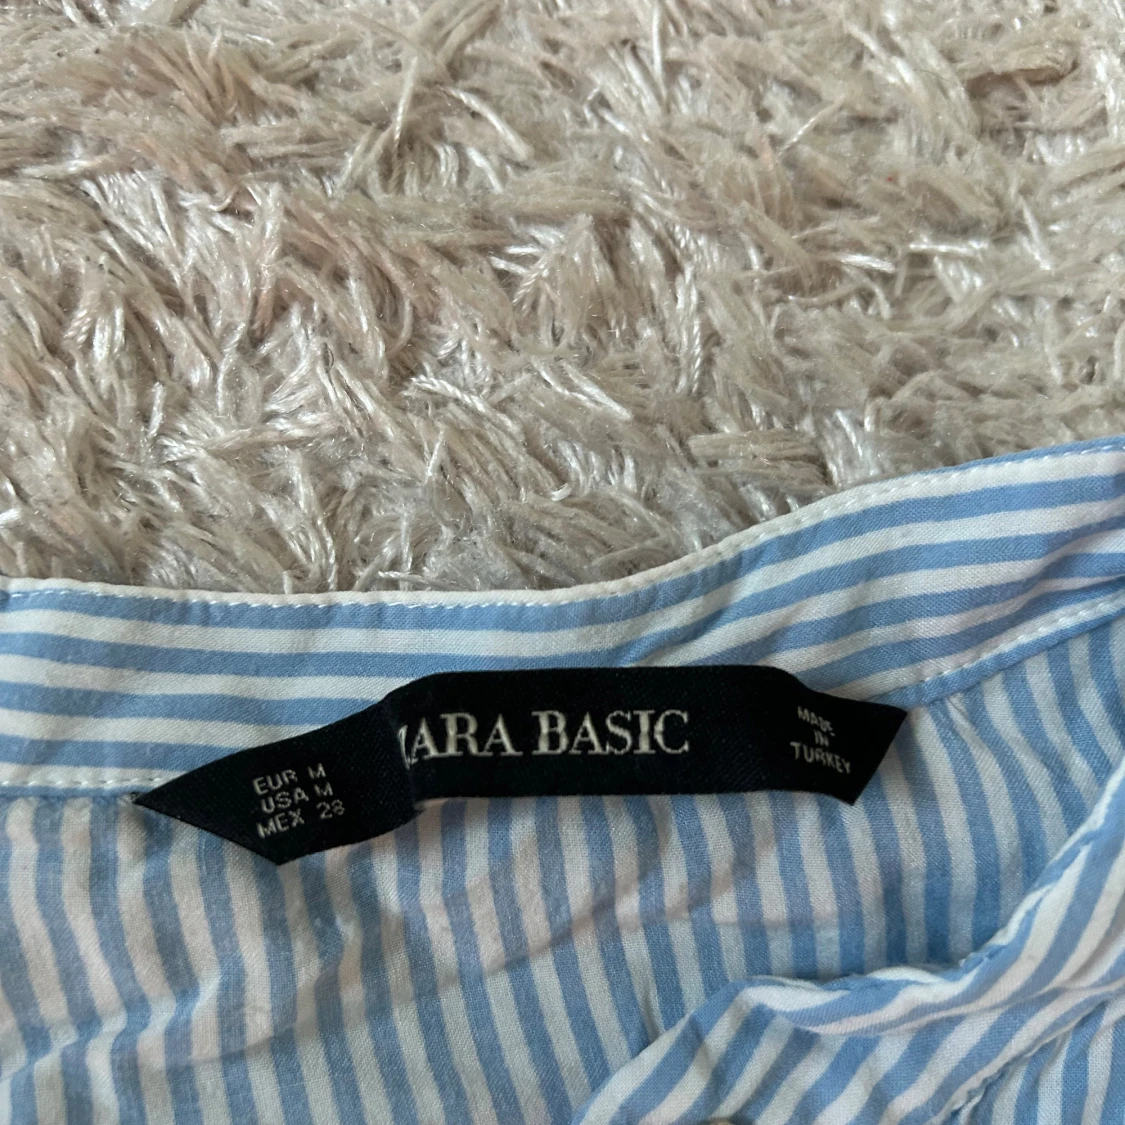 EUR M
USA M
MEX 28
ZARA BASIC
MADE
IN
TURKEY